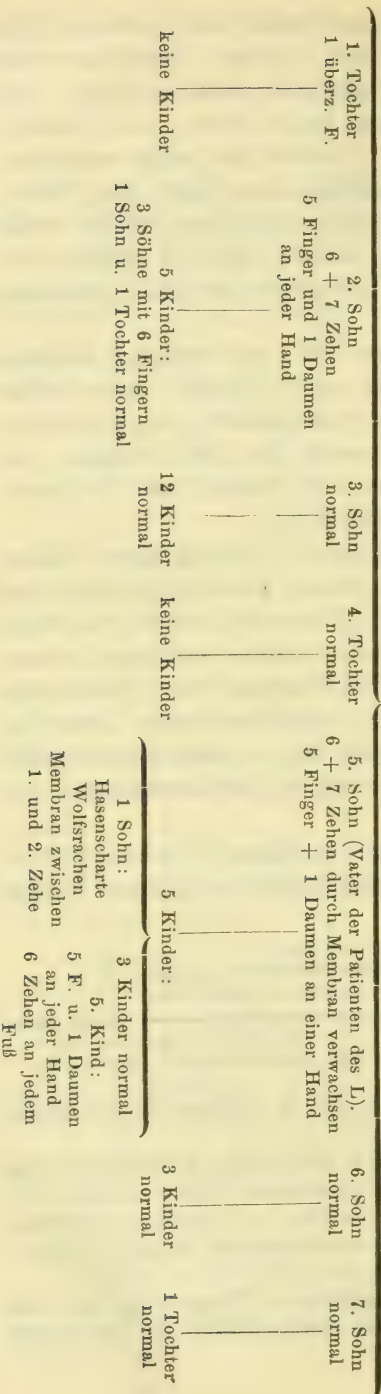 1. Tochter
1 überz. F.
keine Kinder
2. Sohn
6 + 7 Zehen
5 Finger und 1 Daumen
an jeder Hand
5 Kinder:
3 Söhne mit 6 Fingern
1 Sohn u. 1 Tochter normal
3. Sohn
normal
12 Kinder
normal
4. Tochter
normal
keine Kinder
5. Sohn (Vater der Patienten des L).
6 + 7 Zehen durch Membran verwachsen
5 Finger + 1 Daumen an einer Hand
5 Kinder:
1 Sohn:
Hasenscharte
Wolfsrachen
Membran zwischen
1. und 2. Zehe
3 Kinder normal
5. Kind:
5 F. u. 1 Daumen
an jeder Hand
6 Zehen an jedem
Fuß
6. Sohn
normal
3 Kinder
normal
7. Sohn
normal
1 Tochter
normal